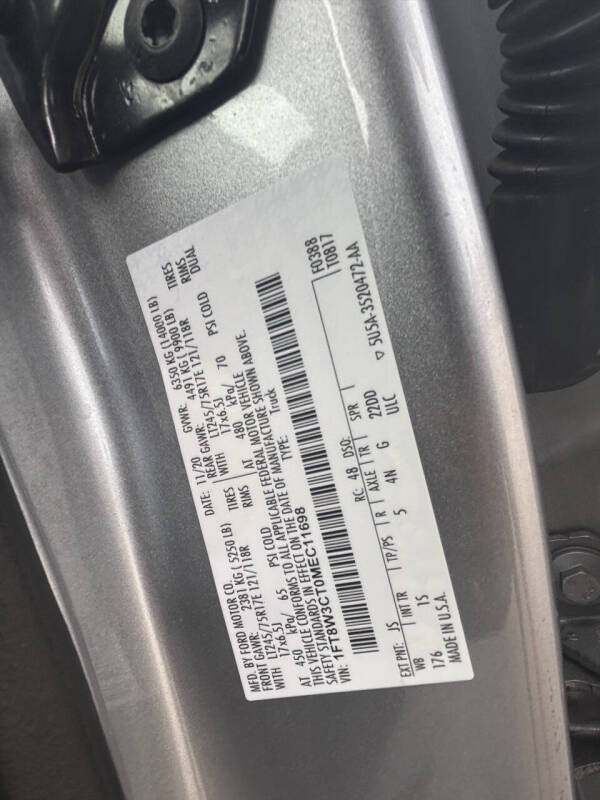 MFD. BY FORD MOTOR CO. DATE: 11/20 GVWR: 6350 KG (14000 LB)
FRONT GAWR: 2381 KG (5250 LB) REAR GAWR: 4491 KG (9900 LB)
WITH LT245/75R17E 121/118R TIRES WITH LT245/75R17E 121/118R TIRES
17x6.5J RIMS 17x6.5J RIMS
AT 450 kPa/ 65 PSI COLD AT 480 kPa/ 70 PSI COLD DUAL
THIS VEHICLE CONFORMS TO ALL APPLICABLE FEDERAL MOTOR VEHICLE
SAFETY STANDARDS IN EFFECT ON THE DATE OF MANUFACTURE SHOWN ABOVE.
VIN: 1FT8W3CT0MEC11698 TYPE: Truck
F0388
T0817
EXT PNT: JS RC: 48 DSO:
WB INT TR TP/PS R AXLE TR SPR
176 1S 5 4N G 22DD
MADE IN U.S.A. ULC
▽ 5U5A-3520472-AA